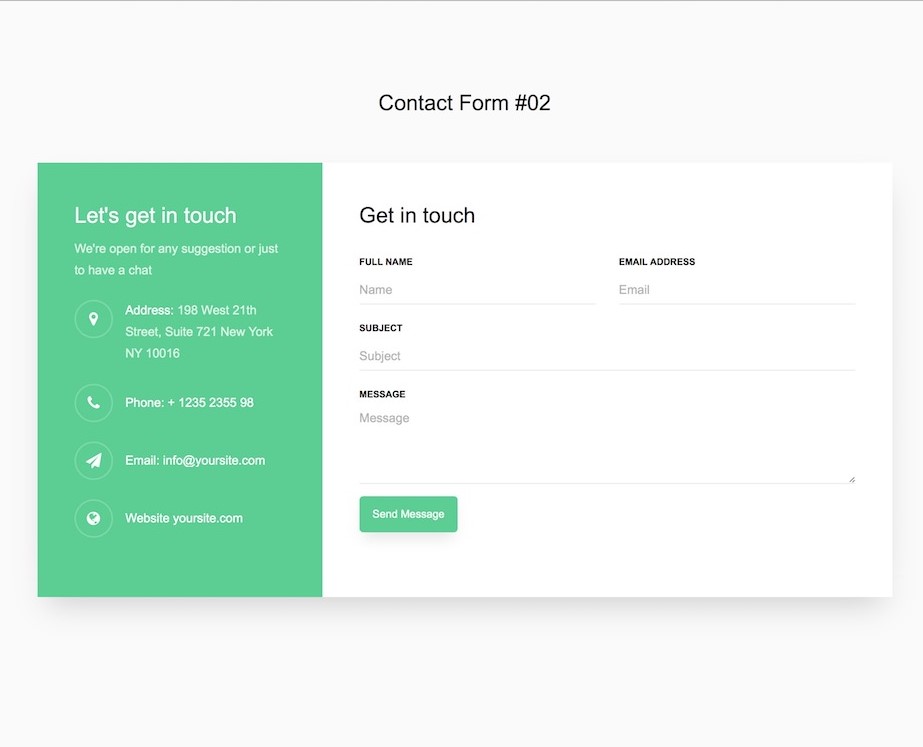 Contact Form #02
Let's get in touch
We're open for any suggestion or just
to have a chat
Address: 198 West 21th
Street, Suite 721 New York
NY 10016
Phone: + 1235 2355 98
Email: info@yoursite.com
Website yoursite.com
Get in touch
FULL NAME
Name
EMAIL ADDRESS
Email
SUBJECT
Subject
MESSAGE
Message
Send Message